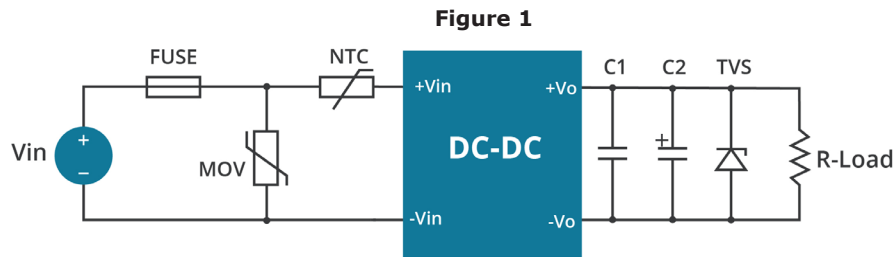 Figure 1
FUSE
NTC
C1
C2
TVS
+Vin
+Vo
Vin
+
−
MOV
DC-DC
+
R-Load
-Vin
-Vo